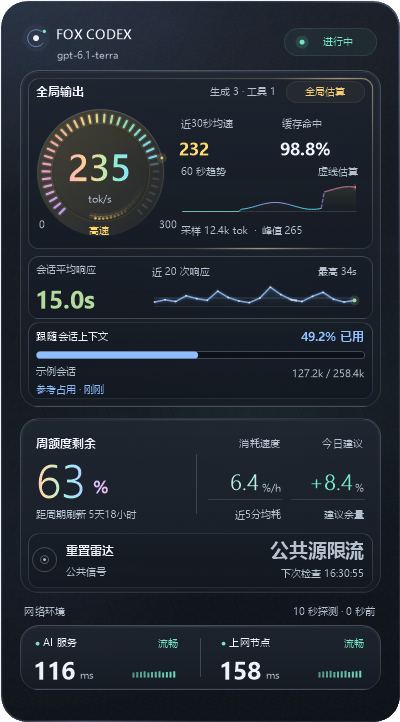 FOX CODEX
gpt-6.1-terra
进行中
全局输出
生成 3 · 工具 1
全局估算
235
tok/s
0
高速
300
近30秒均速
缓存命中
232
98.8%
60 秒趋势
虚线估算
采样 12.4k tok · 峰值 265
会话平均响应
近 20 次响应
最高 34s
15.0s
跟随会话上下文
49.2% 已用
示例会话
127.2k / 258.4k
参考占用 · 刚刚
周额度剩余
消耗速度
今日建议
63 %
6.4 %/h
+8.4 %
距周期刷新 5天18小时
近5分均耗
建议余量
重置雷达
公共源限流
公共信号
下次检查 16:30:55
网络环境
10 秒探测 · 0 秒前
AI 服务
流畅
上网节点
流畅
116 ms
158 ms